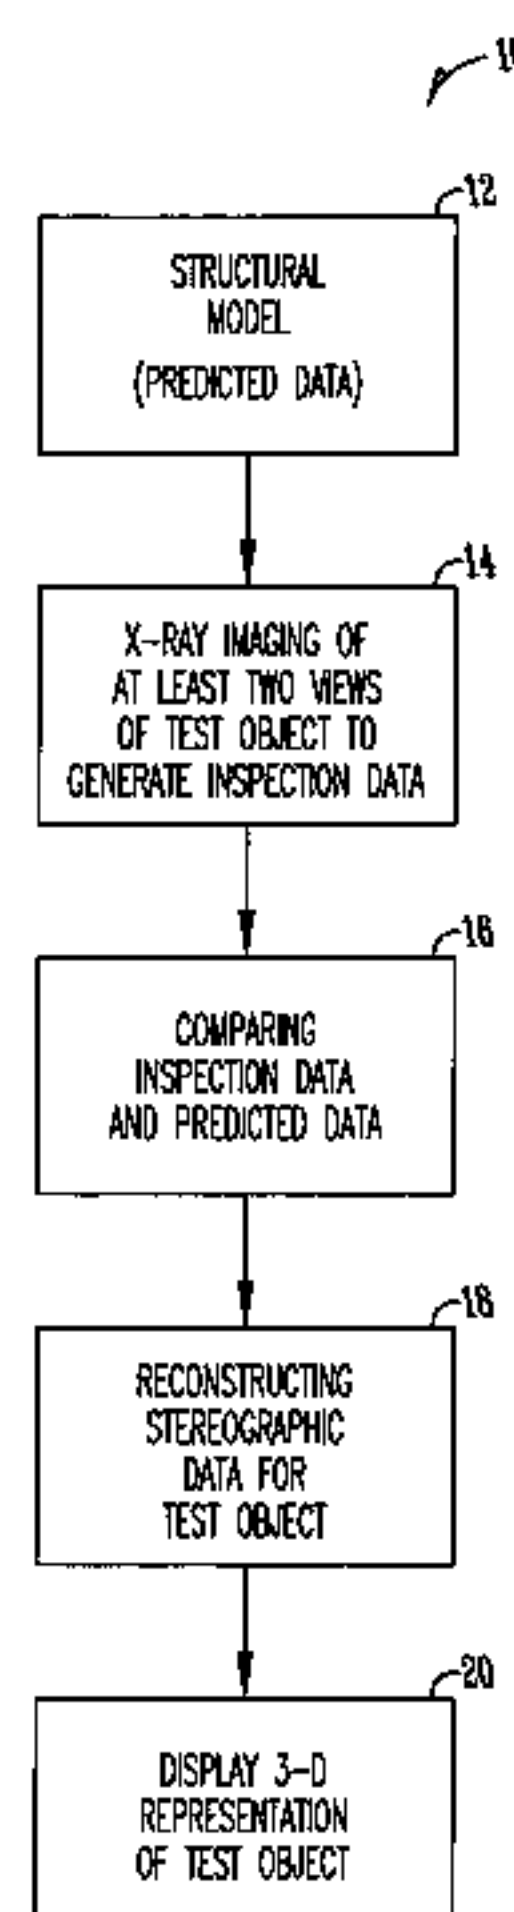 12
STRUCTURAL
MODEL
(PREDICTED DATA)
14
X-RAY IMAGING OF
AT LEAST TWO VIEWS
OF TEST OBJECT TO
GENERATE INSPECTION DATA
16
COMPARING
INSPECTION DATA
AND PREDICTED DATA
18
RECONSTRUCTING
STEREOGRAPHIC
DATA FOR
TEST OBJECT
20
DISPLAY 3-D
REPRESENTATION
OF TEST OBJECT